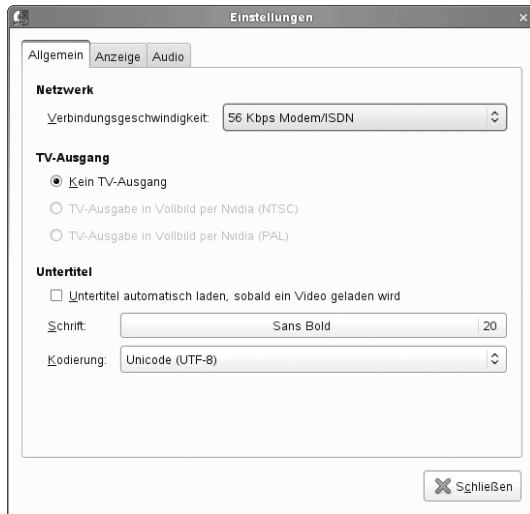 Einstellungen
Allgemein Anzeige Audio
Netzwerk
Verbindungsgeschwindigkeit: 56 Kbps Modem/ISDN
TV-Ausgang
Kein TV-Ausgang
TV-Ausgabe in Vollbild per Nvidia (NTSC)
TV-Ausgabe in Vollbild per Nvidia (PAL)
Untertitel
Untertitel automatisch laden, sobald ein Video geladen wird
Schrift: Sans Bold 20
Kodierung: Unicode (UTF-8)
Schließen